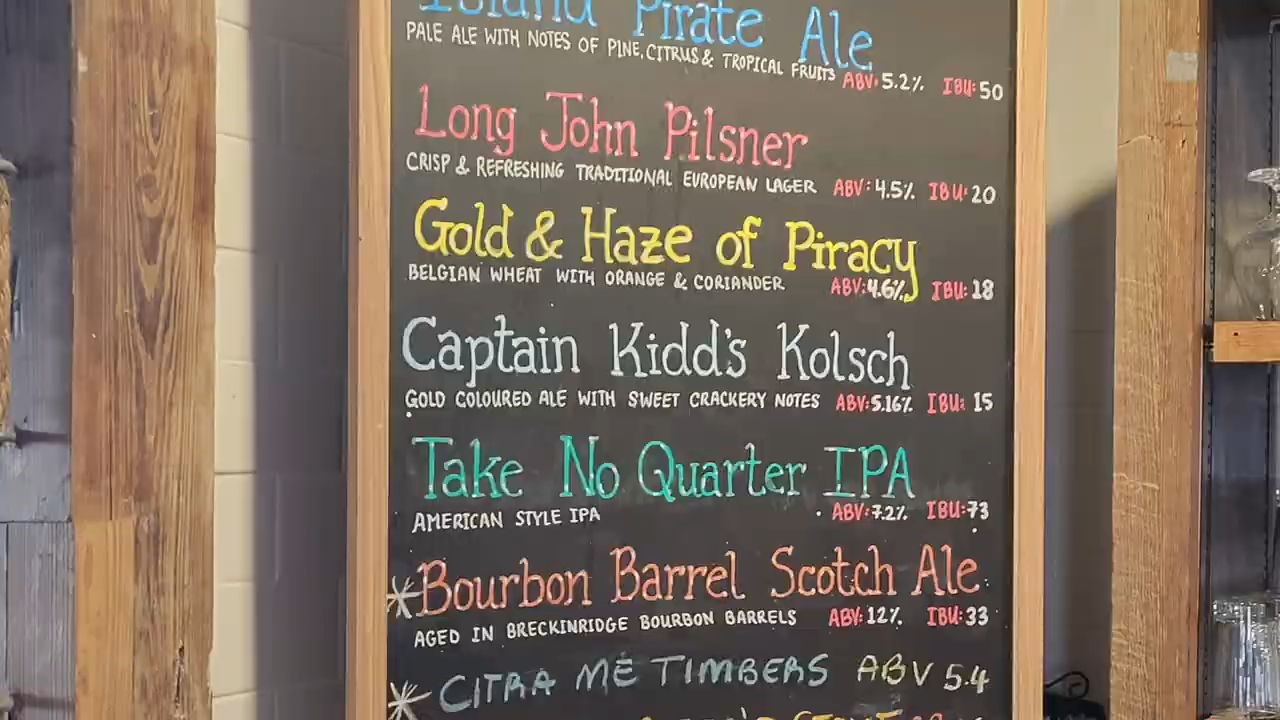 Island Pirate Ale
PALE ALE WITH NOTES OF PINE, CITRUS & TROPICAL FRUITS ABV: 5.2% IBU: 50
Long John Pilsner
CRISP & REFRESHING TRADITIONAL EUROPEAN LAGER ABV: 4.5% IBU: 20
Gold & Haze of Piracy
BELGIAN WHEAT WITH ORANGE & CORIANDER ABV: 4.6% IBU: 18
Captain Kidd's Kolsch
GOLD COLOURED ALE WITH SWEET CRACKERY NOTES ABV: 5.16% IBU: 15
Take No Quarter IPA
AMERICAN STYLE IPA ABV: 7.2% IBU: 73
Bourbon Barrel Scotch Ale
AGED IN BRECKINRIDGE BOURBON BARRELS ABV: 12% IBU: 33
CITRA ME TIMBERS ABV 5.4